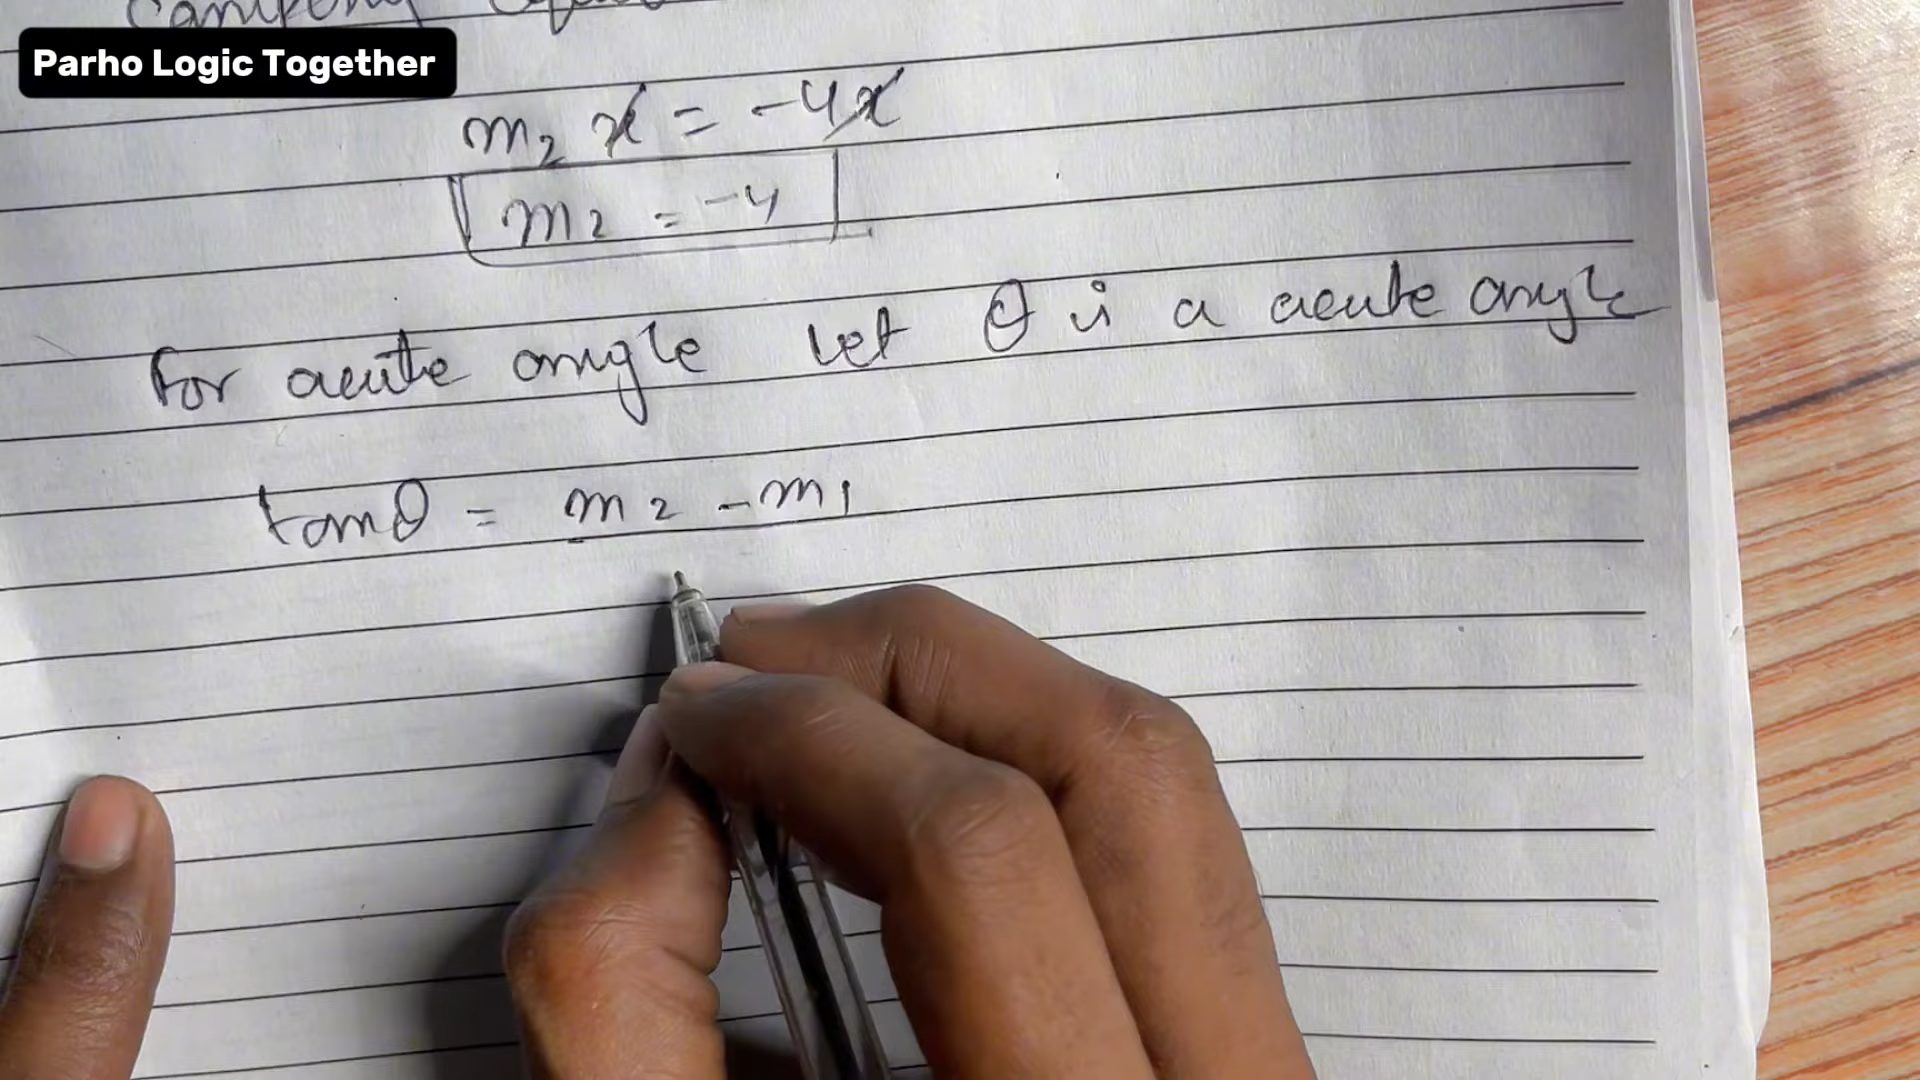 Parho Logic Together
m₂ x = -4x
m₂ = -4
For acute angle let θ is a acute angle
tanθ = m₂ - m₁